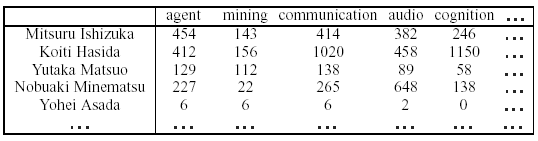 agent mining communication audio cognition ...
Mitsuru Ishizuka 454 143 414 382 246 ...
Koiti Hasida 412 156 1020 458 1150 ...
Yutaka Matsuo 129 112 138 89 58 ...
Nobuaki Minematsu 227 22 265 648 138 ...
Yohei Asada 6 6 6 2 0 ...
... ... ... ... ... ... ...